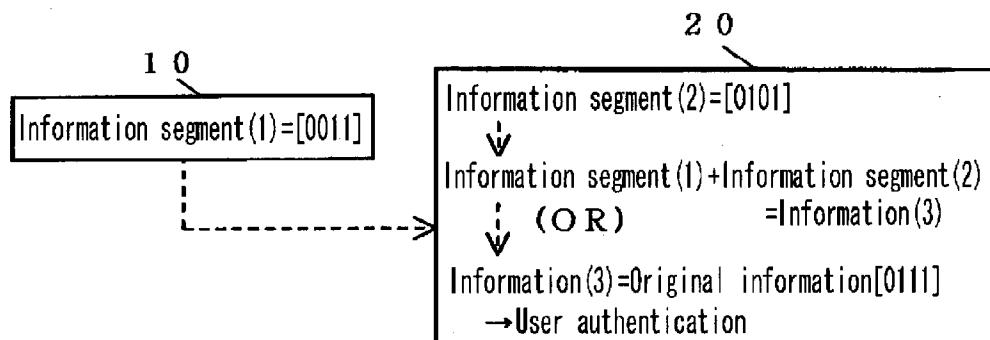 10
Information segment(1)=[0011]
20
Information segment(2)=[0101]
Information segment(1)+Information segment(2)
(OR)
=Information(3)
Information(3)=Original information[0111]
→User authentication